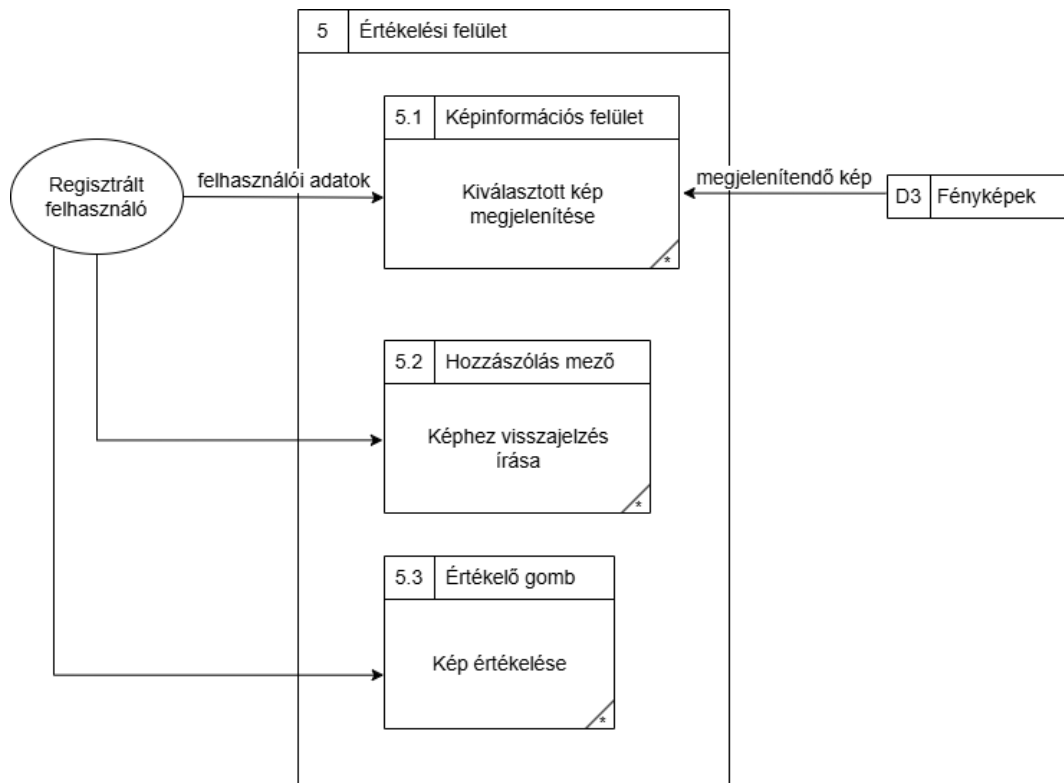 5 Értékelési felület
5.1 Képinformációs felület
Regisztrált
felhasználó
felhasználói adatok
Kiválasztott kép
megjelenítése
*
megjelenítendő kép
D3 Fényképek
5.2 Hozzászólás mező
Képhez visszajelzés
írása
*
5.3 Értékelő gomb
Kép értékelése
*